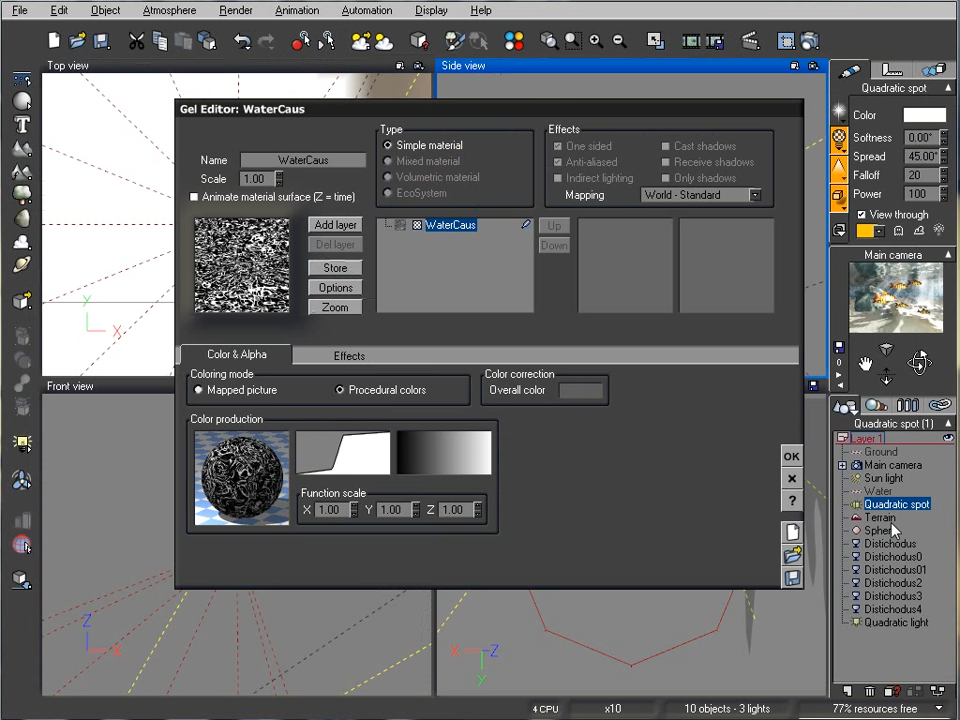 File Edit Object Atmosphere Render Animation Automation Display Help
Top view
Side view
Quadratic spot
Color
Softness 0.00°
Spread 45.00°
Falloff 20
Power 100
View through
Main camera
Gel Editor: WaterCaus
Name WaterCaus
Scale 1.00
Animate material surface (Z = time)
Type
Simple material
Mixed material
Volumetric material
EcoSystem
Effects
One sided Cast shadows
Anti-aliased Receive shadows
Indirect lighting Only shadows
Mapping World - Standard
Add layer
Del layer
Store
Options
Zoom
WaterCaus
Up
Down
Color & Alpha Effects
Coloring mode
Mapped picture Procedural colors
Color correction
Overall color
Color production
Function scale
X 1.00 Y 1.00 Z 1.00
OK
?
Front view
Y
X
Z
X
X Z
Y
0
Quadratic spot (1)
Layer 1
Ground
Main camera
Sun light
Water
Quadratic spot
Terrain
Spher
Distichodus
Distichodus0
Distichodus01
Distichodus2
Distichodus3
Distichodus4
Quadratic light
4 CPU x10 10 objects - 3 lights 77% resources free